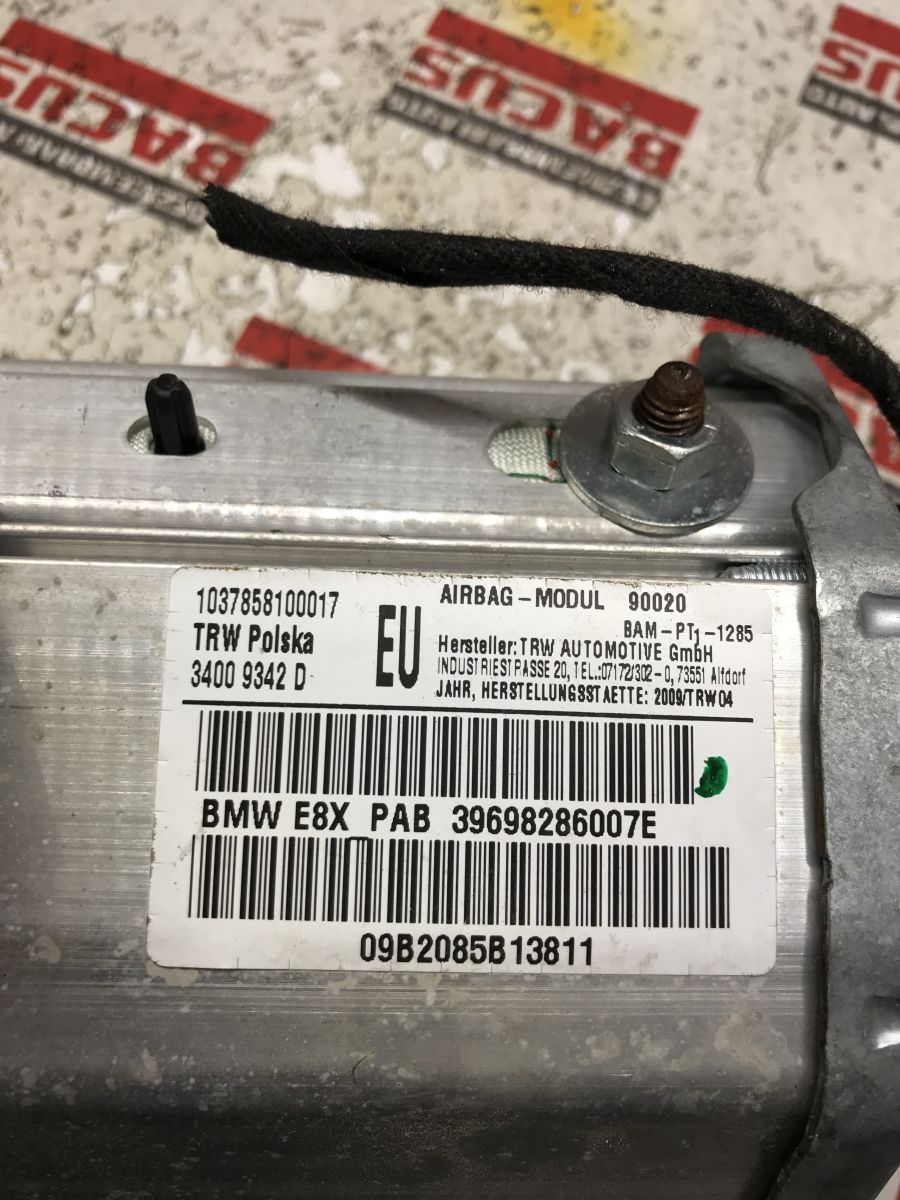 BACUS
BACUS
BACUS
1037858100017
TRW Polska
3400 9342 D
EU
AIRBAG-MODUL 90020
BAM-PT1-1285
Hersteller: TRW AUTOMOTIVE GmbH
INDUSTRIESTRASSE 20, TEL.:07172/302-0, 73551 Alfdorf
JAHR, HERSTELLUNGSSTAETTE: 2009/TRW04
BMW E8X PAB 39698286007E
09B2085B13811